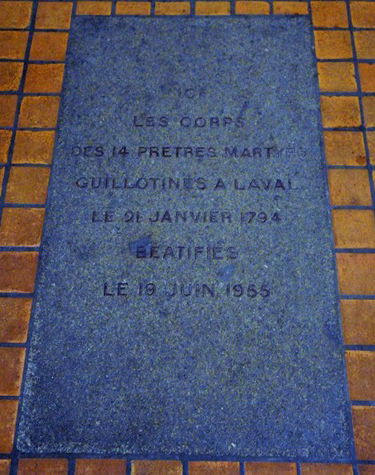 ICI
LES CORPS
DES 14 PRETRES MARTYRS
GUILLOTINES A LAVAL
LE 21 JANVIER 1794
BEATIFIES
LE 19 JUIN 1955